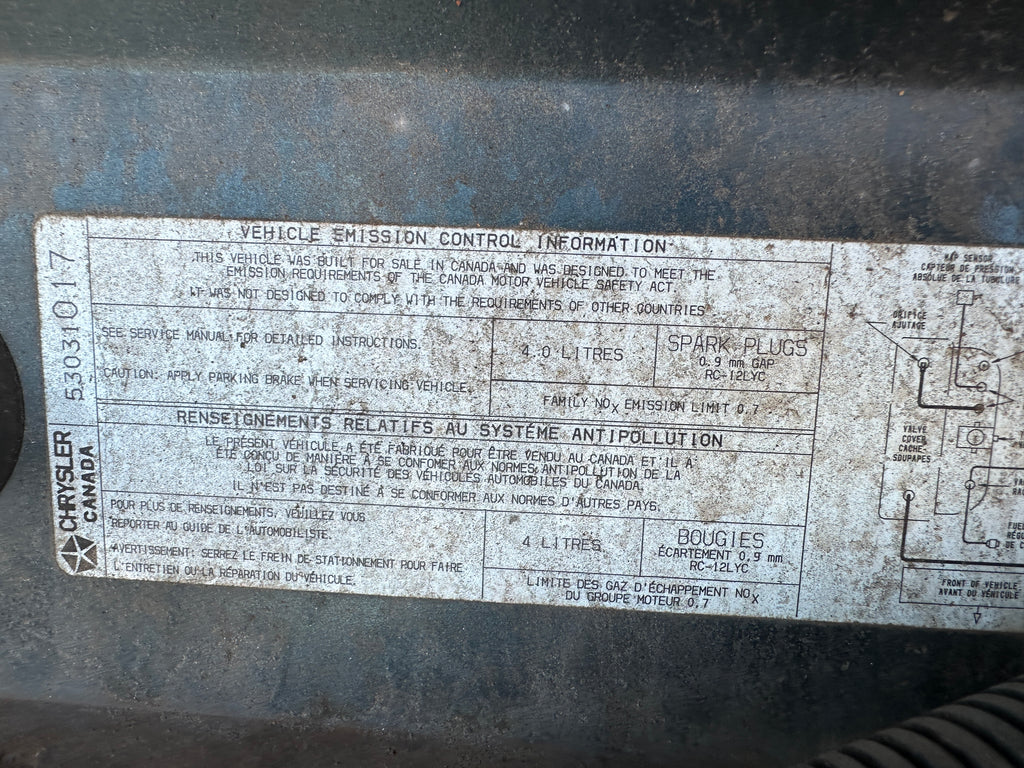 VEHICLE EMISSION CONTROL INFORMATION
THIS VEHICLE WAS BUILT FOR SALE IN CANADA AND WAS DESIGNED TO MEET THE
EMISSION REQUIREMENTS OF THE CANADA MOTOR VEHICLE SAFETY ACT.
IT WAS NOT DESIGNED TO COMPLY WITH THE REQUIREMENTS OF OTHER COUNTRIES
SEE SERVICE MANUAL FOR DETAILED INSTRUCTIONS.
CAUTION: APPLY PARKING BRAKE WHEN SERVICING VEHICLE.
4.0 LITRES
SPARK PLUGS
0.9 mm GAP
RC-12LYC
FAMILY NOX EMISSION LIMIT 0.7
RENSEIGNEMENTS RELATIFS AU SYSTÉME ANTIPOLLUTION
LE PRÉSENT VÉHICULE A ÉTÉ FABRIQUÉ POUR ÊTRE VENDU AU CANADA ET IL A
ÉTÉ CONÇU DE MANIÈRE À SE CONFOMER AUX NORMES ANTIPOLLUTION DE LA
LOI SUR LA SÉCURITÉ DES VÉHICULES AUTOMOBILES DU CANADA.
IL N'EST PAS DESTINÉ À SE CONFORMER AUX NORMES D'AUTRES PAYS.
POUR PLUS DE RENSEIGNEMENTS, VEUILLEZ VOUS
REPORTER AU GUIDE DE L'AUTOMOBILISTE.
AVERTISSEMENT: SERREZ LE FREIN DE STATIONNEMENT POUR FAIRE
L'ENTRETIEN OU LA RÉPARATION DU VÉHICULE.
4 LITRES
BOUGIES
ÉCARTEMENT 0.9 mm
RC-12LYC
LIMITE DES GAZ D'ÉCHAPPEMENT NOX
DU GROUPE MOTEUR 0.7
CHRYSLER
CANADA
53031017
MAP SENSOR
CAPTEUR DE PRESSION
ABSOLUE DE LA TUBULURE
ORIFICE
AJUTAGE
VALVE
COVER
CACHE-
SOUPAPES
FRONT OF VEHICLE
AVANT DU VÉHICULE